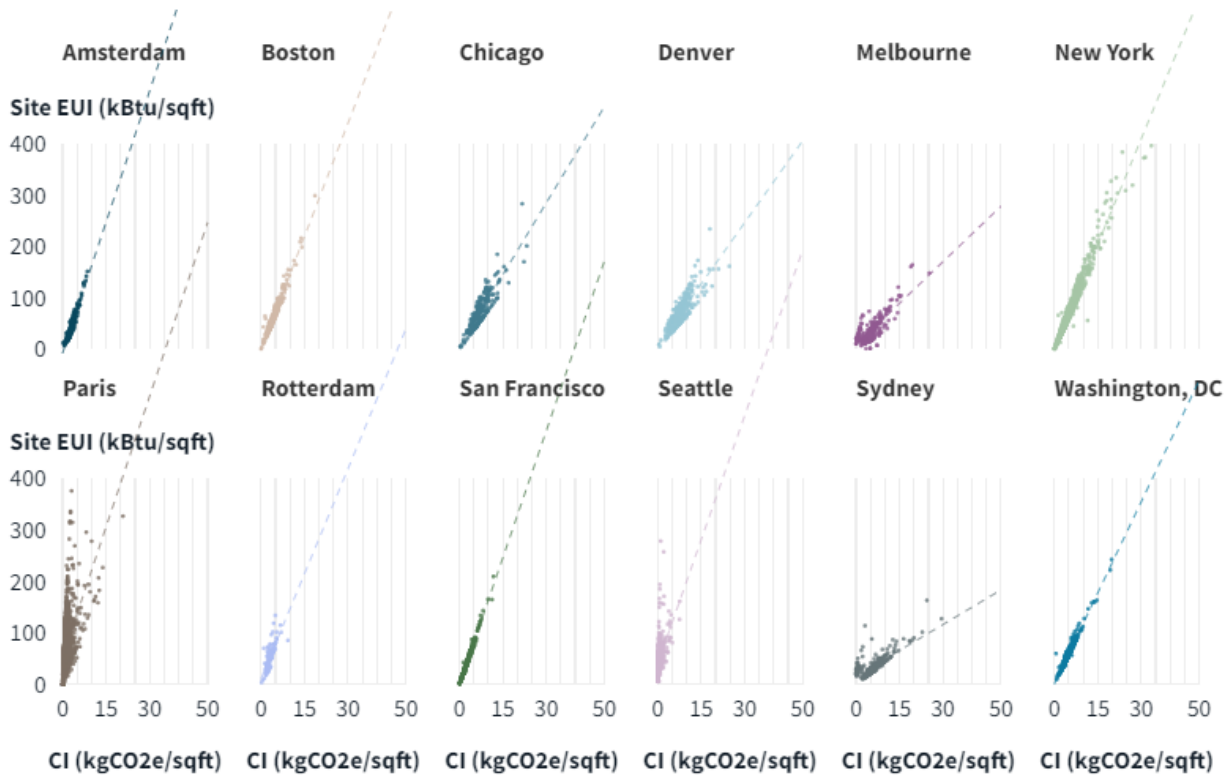 Amsterdam Boston Chicago Denver Melbourne New York
Site EUI (kBtu/sqft)
400
300
200
100
0
Paris Rotterdam San Francisco Seattle Sydney Washington, DC
Site EUI (kBtu/sqft)
400
300
200
100
0
0 15 30 50 0 15 30 50 0 15 30 50 0 15 30 50 0 15 30 50 0 15 30 50
CI (kgCO2e/sqft) CI (kgCO2e/sqft) CI (kgCO2e/sqft) CI (kgCO2e/sqft) CI (kgCO2e/sqft) CI (kgCO2e/sqft)